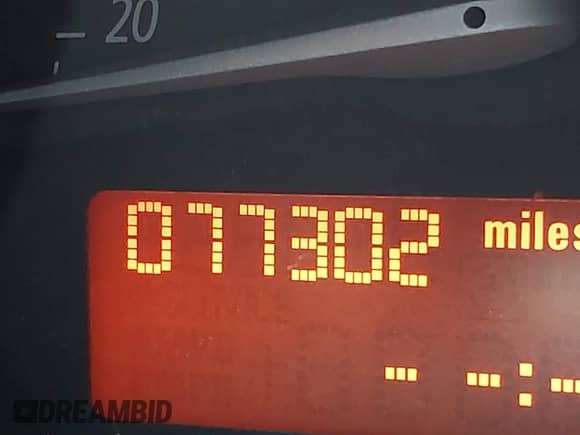 20
077302 miles
- --:-
DREAMBID